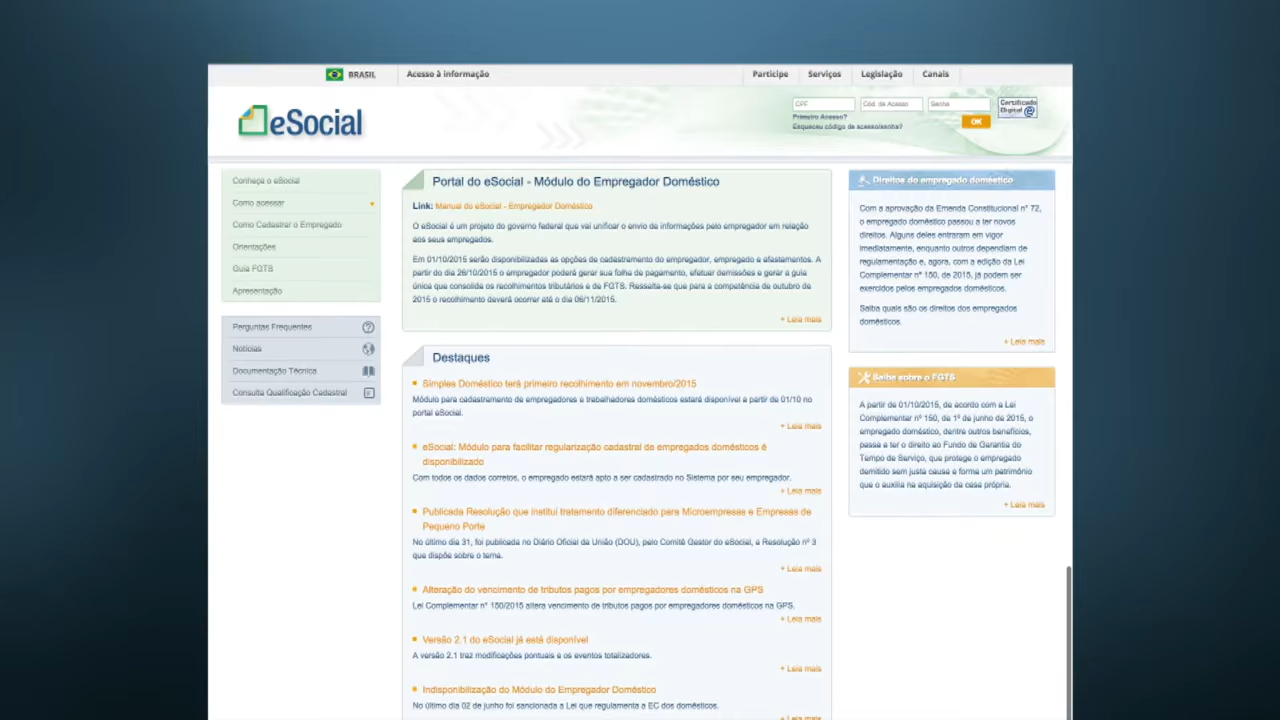 BRASIL
Acesso à informação
Participe
Serviços
Legislação
Canais
eSocial
CPF
Cód. de Acesso
Senha
Certificado
Digital
Primeiro Acesso?
Esqueceu código de acesso/senha?
OK
Conheça o eSocial
Como acessar
Como Cadastrar o Empregado
Orientações
Guia FGTS
Apresentação
Perguntas Frequentes
Notícias
Documentação Técnica
Consulta Qualificação Cadastral
Portal do eSocial - Módulo do Empregador Doméstico
Link: Manual do eSocial - Empregador Doméstico
O eSocial é um projeto do governo federal que vai unificar o envio de informações pelo empregador em relação
aos seus empregados.
Em 01/10/2015 serão disponibilizadas as opções de cadastramento do empregador, empregado e afastamentos. A
partir do dia 26/10/2015 o empregador poderá gerar sua folha de pagamento, efetuar demissões e gerar a guia
única que consolida os recolhimentos tributários e de FGTS. Ressalta-se que para a competência de outubro de
2015 o recolhimento deverá ocorrer até o dia 06/11/2015.
+ Leia mais
Destaques
Simples Doméstico terá primeiro recolhimento em novembro/2015
Módulo para cadastramento de empregadores e trabalhadores domésticos estará disponível a partir de 01/10 no
portal eSocial.
+ Leia mais
eSocial: Módulo para facilitar regularização cadastral de empregados domésticos é
disponibilizado
Com todos os dados corretos, o empregado estará apto a ser cadastrado no Sistema por seu empregador.
+ Leia mais
Publicada Resolução que institui tratamento diferenciado para Microempresas e Empresas de
Pequeno Porte
No último dia 31, foi publicada no Diário Oficial da União (DOU), pelo Comitê Gestor do eSocial, a Resolução nº 3
que dispõe sobre o tema.
+ Leia mais
Alteração do vencimento de tributos pagos por empregadores domésticos na GPS
Lei Complementar n° 150/2015 altera vencimento de tributos pagos por empregadores domésticos na GPS.
+ Leia mais
Versão 2.1 do eSocial já está disponível
A versão 2.1 traz modificações pontuais e os eventos totalizadores.
+ Leia mais
Indisponibilização do Módulo do Empregador Doméstico
No último dia 02 de junho foi sancionada a Lei que regulamenta a EC dos domésticos.
+ Leia mais
Direitos do empregado doméstico
Com a aprovação da Emenda Constitucional n° 72,
o empregado doméstico passou a ter novos
direitos. Alguns deles entraram em vigor
imediatamente, enquanto outros dependiam de
regulamentação e, agora, com a edição da Lei
Complementar nº 150, de 2015, já podem ser
exercidos pelos empregados domésticos.
Saiba quais são os direitos dos empregados
domésticos.
+ Leia mais
Saiba sobre o FGTS
A partir de 01/10/2015, de acordo com a Lei
Complementar nº 150, de 1º de junho de 2015, o
empregado doméstico, dentre outros benefícios,
passa a ter o direito ao Fundo de Garantia do
Tempo de Serviço, que protege o empregado
demitido sem justa causa e forma um patrimônio
que o auxilia na aquisição da casa própria.
+ Leia mais